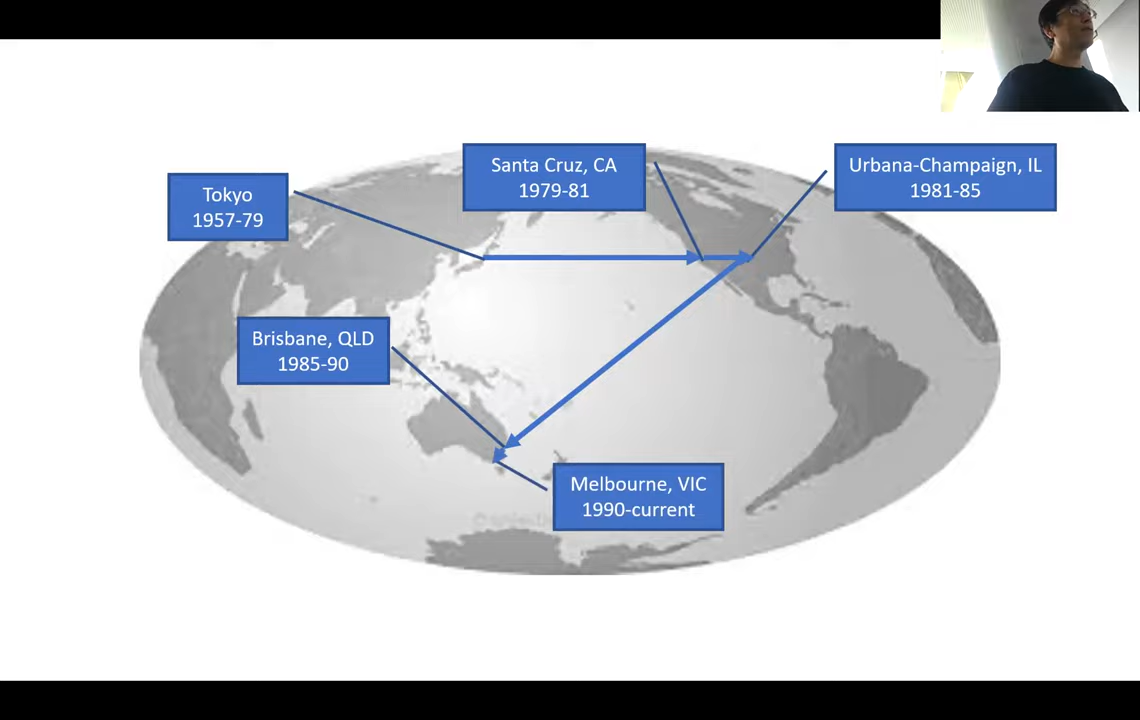 Santa Cruz, CA
1979-81
Urbana-Champaign, IL
1981-85
Tokyo
1957-79
Brisbane, QLD
1985-90
Melbourne, VIC
1990-current